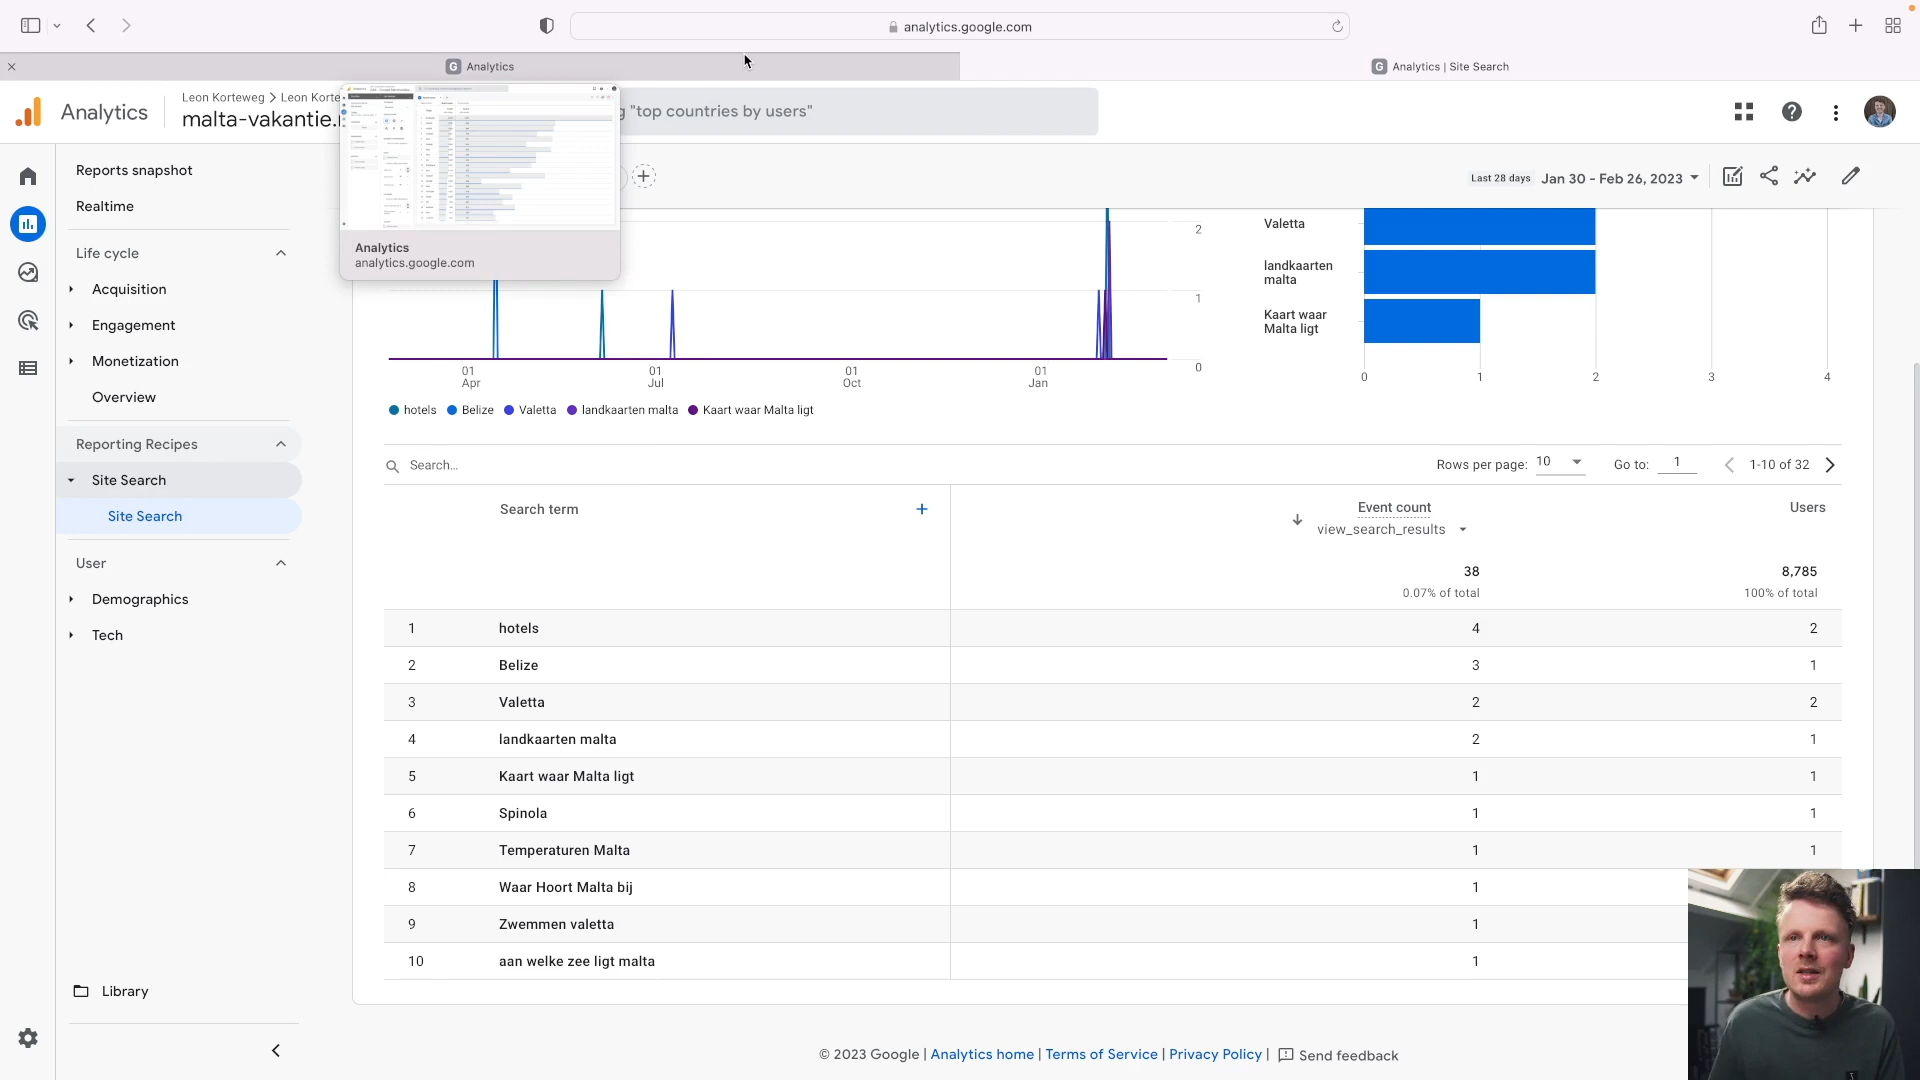 analytics.google.com
Analytics
Analytics | Site Search
Analytics
Leon Korteweg > Leon Korte
malta-vakantie.
"top countries by users"
Last 28 days
Jan 30 - Feb 26, 2023
Reports snapshot
Realtime
Life cycle
Acquisition
Engagement
Monetization
Overview
Reporting Recipes
Site Search
Site Search
User
Demographics
Tech
Library
Analytics
analytics.google.com
2
1
0
01
Apr
01
Jul
01
Oct
01
Jan
hotels
Belize
Valetta
landkaarten malta
Kaart waar Malta ligt
Valetta
landkaarten
malta
Kaart waar
Malta ligt
0
1
2
3
4
Search...
Rows per page: 10
Go to: 1
1-10 of 32
Search term
Event count
view_search_results
Users
38
0.07% of total
8,785
100% of total
1 hotels 4 2
2 Belize 3 1
3 Valetta 2 2
4 landkaarten malta 2 1
5 Kaart waar Malta ligt 1 1
6 Spinola 1 1
7 Temperaturen Malta 1 1
8 Waar Hoort Malta bij 1
9 Zwemmen valetta 1
10 aan welke zee ligt malta 1
© 2023 Google | Analytics home | Terms of Service | Privacy Policy | Send feedback